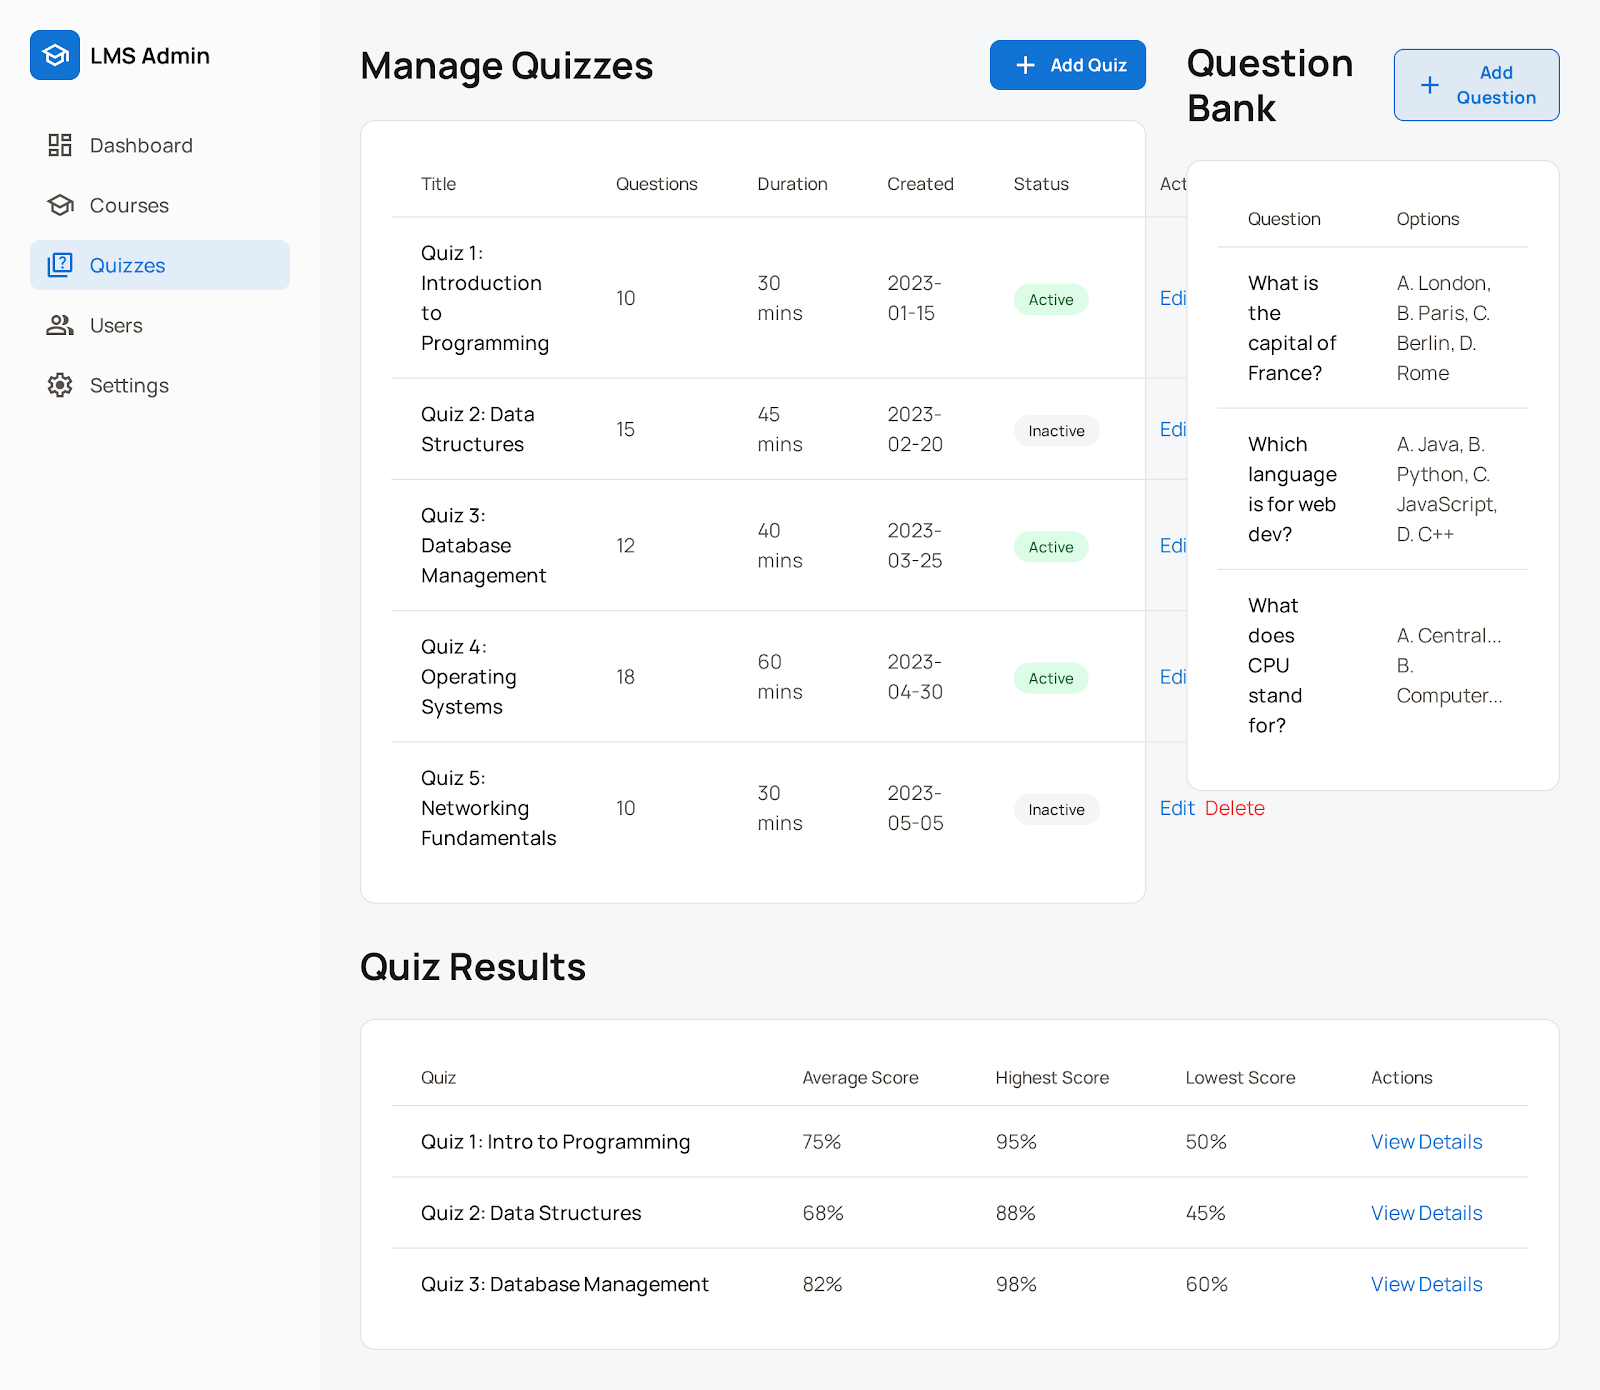 LMS Admin
Dashboard
Courses
Quizzes
Users
Settings
Manage Quizzes
Add Quiz
Title Questions Duration Created Status Act
Quiz 1:
Introduction
to
Programming
10
30
mins
2023-
01-15
Active
Edi
Quiz 2: Data
Structures
15
45
mins
2023-
02-20
Inactive
Edi
Quiz 3:
Database
Management
12
40
mins
2023-
03-25
Active
Edi
Quiz 4:
Operating
Systems
18
60
mins
2023-
04-30
Active
Edi
Quiz 5:
Networking
Fundamentals
10
30
mins
2023-
05-05
Inactive
Edit Delete
Question
Bank
Add
Question
Question Options
What is
the
capital of
France?
A. London,
B. Paris, C.
Berlin, D.
Rome
Which
language
is for web
dev?
A. Java, B.
Python, C.
JavaScript,
D. C++
What
does
CPU
stand
for?
A. Central...
B.
Computer...
Quiz Results
Quiz Average Score Highest Score Lowest Score Actions
Quiz 1: Intro to Programming 75% 95% 50% View Details
Quiz 2: Data Structures 68% 88% 45% View Details
Quiz 3: Database Management 82% 98% 60% View Details